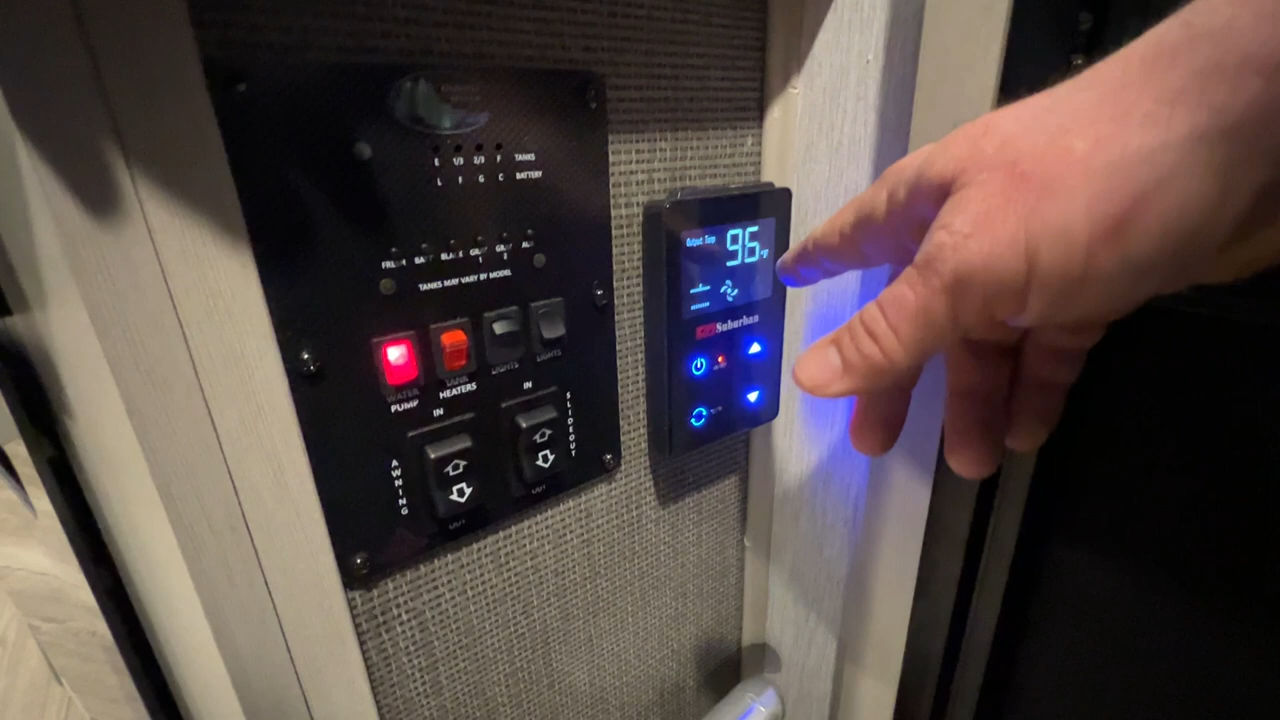 E 1/3 2/3 F TANKS
L F G C BATTERY
FRESH BATT BLACK GRAY 1 GRAY 2 AUX
TANKS MAY VARY BY MODEL
WATER PUMP
TANK HEATERS
LIGHTS
LIGHTS
IN
IN
AWNING
SLIDEOUT
OUT
OUT
Output Temp
96 °F
Suburban